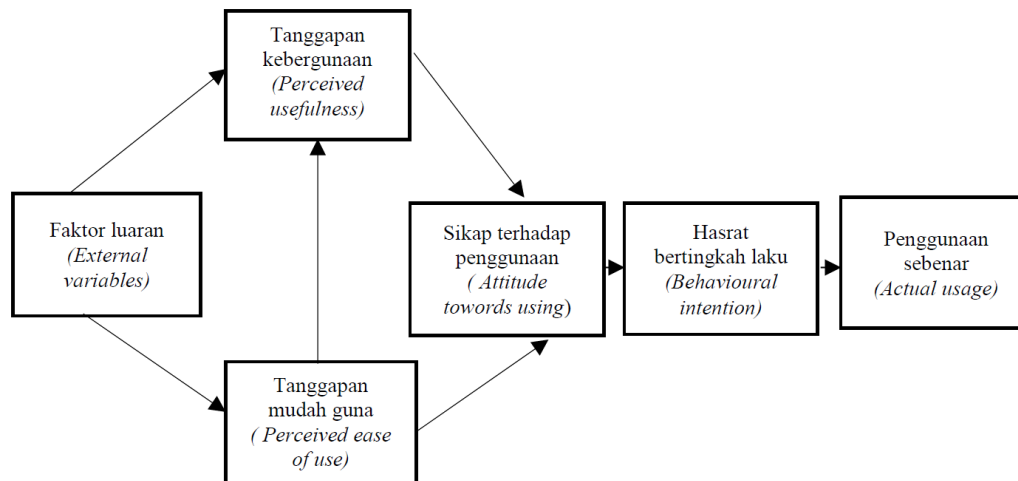 Tanggapan
kebergunaan
(Perceived
usefulness)
Faktor luaran
(External
variables)
Tanggapan
mudah guna
( Perceived ease
of use)
Sikap terhadap
penggunaan
( Attitude
towords using)
Hasrat
bertingkah laku
(Behavioural
intention)
Penggunaan
sebenar
(Actual usage)